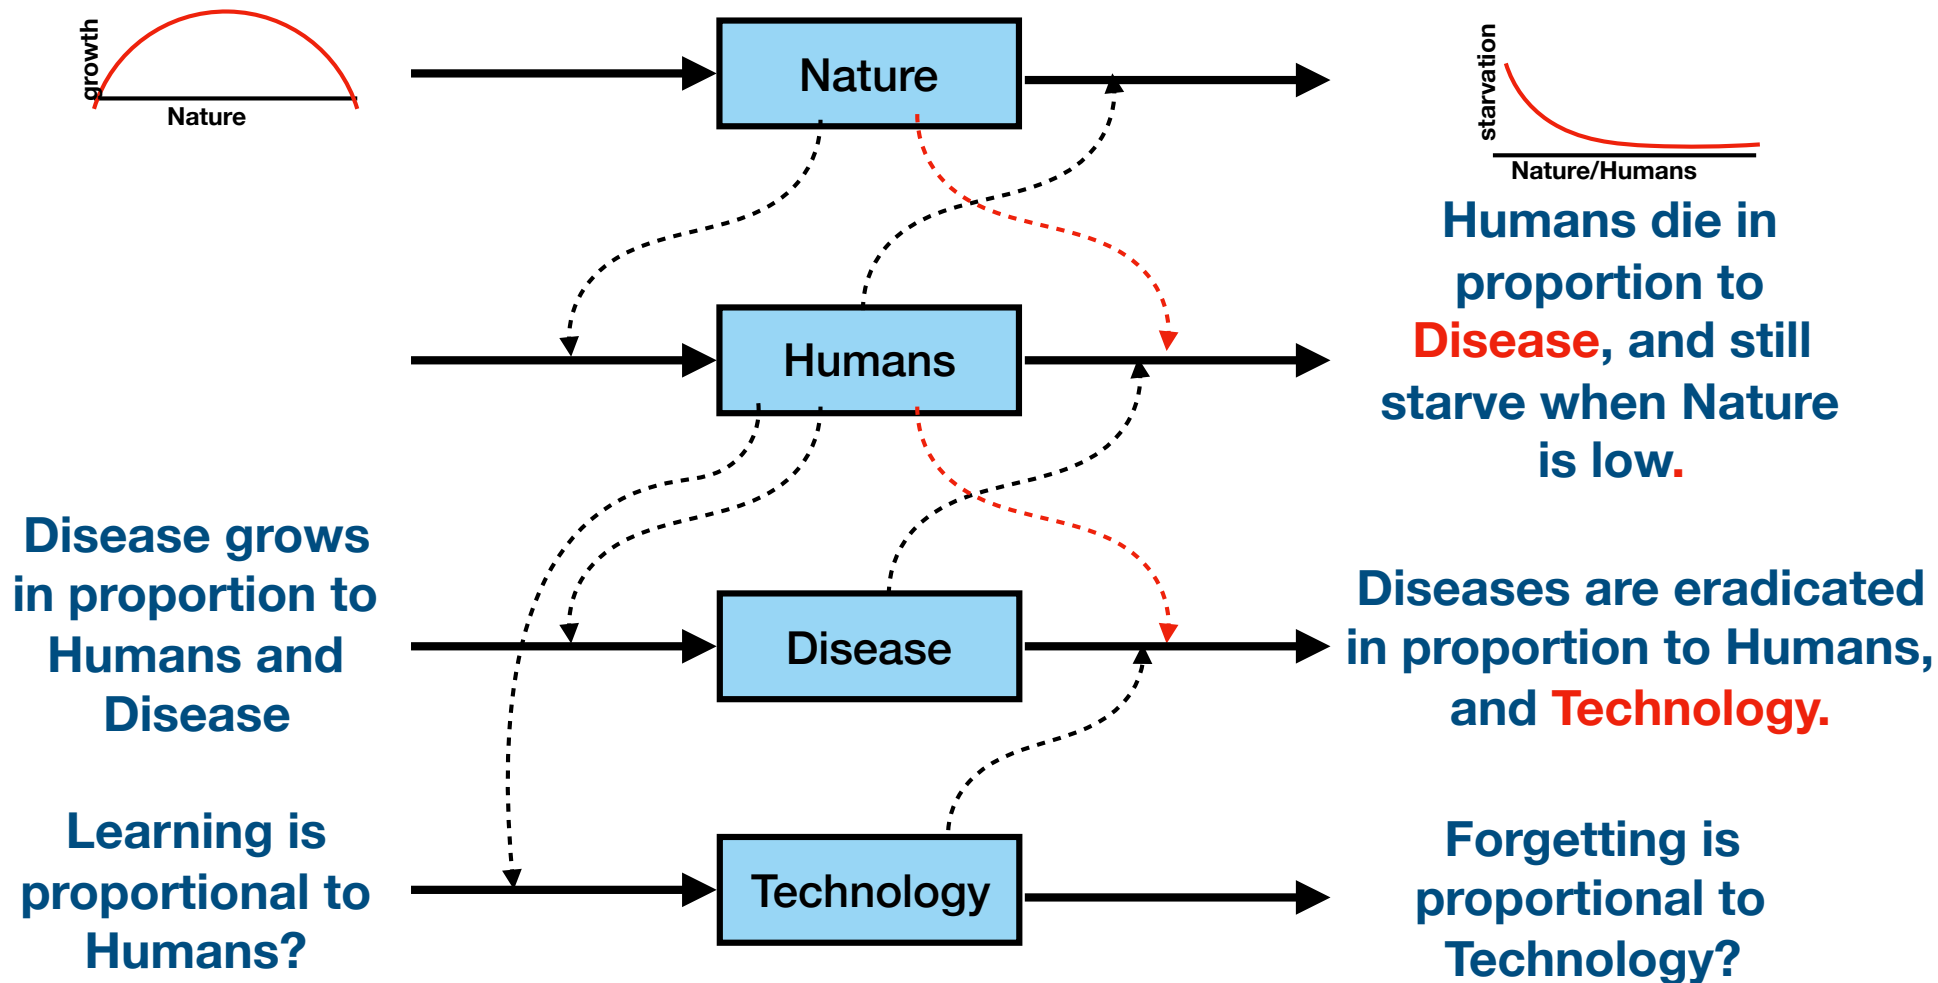 growth
Nature
Nature
starvation
Nature/Humans
Humans die in
proportion to
Disease, and still
starve when Nature
is low.
Humans
Disease grows
in proportion to
Humans and
Disease
Disease
Diseases are eradicated
in proportion to Humans,
and Technology.
Learning is
proportional to
Humans?
Technology
Forgetting is
proportional to
Technology?